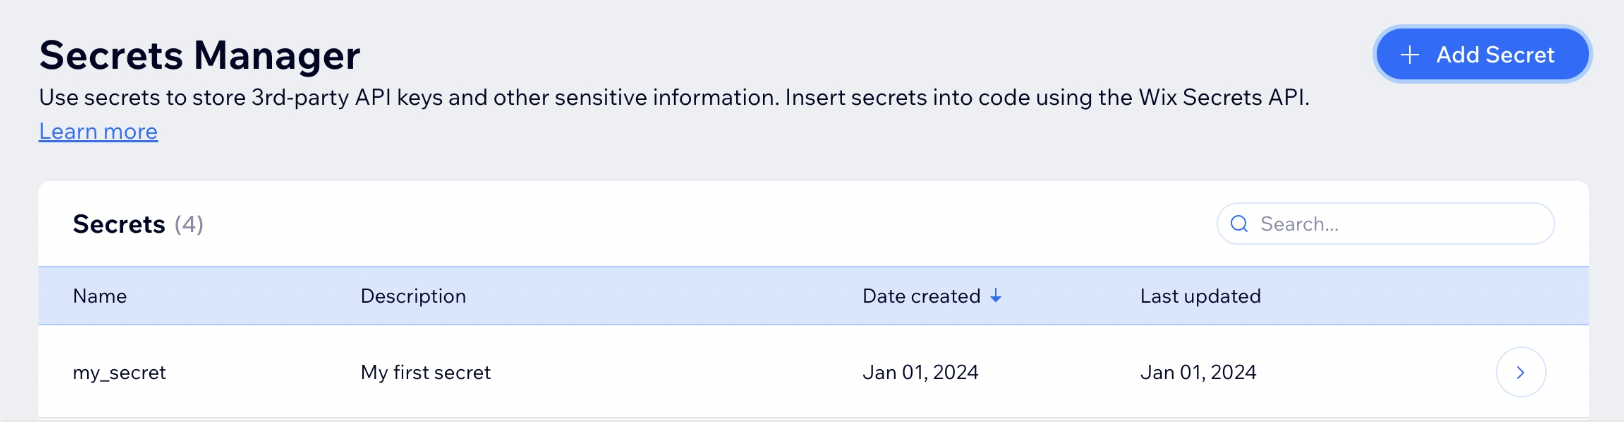 Secrets Manager
+ Add Secret
Use secrets to store 3rd-party API keys and other sensitive information. Insert secrets into code using the Wix Secrets API.
Learn more
Secrets (4)
Search...
Name Description Date created ↓ Last updated
my_secret My first secret Jan 01, 2024 Jan 01, 2024